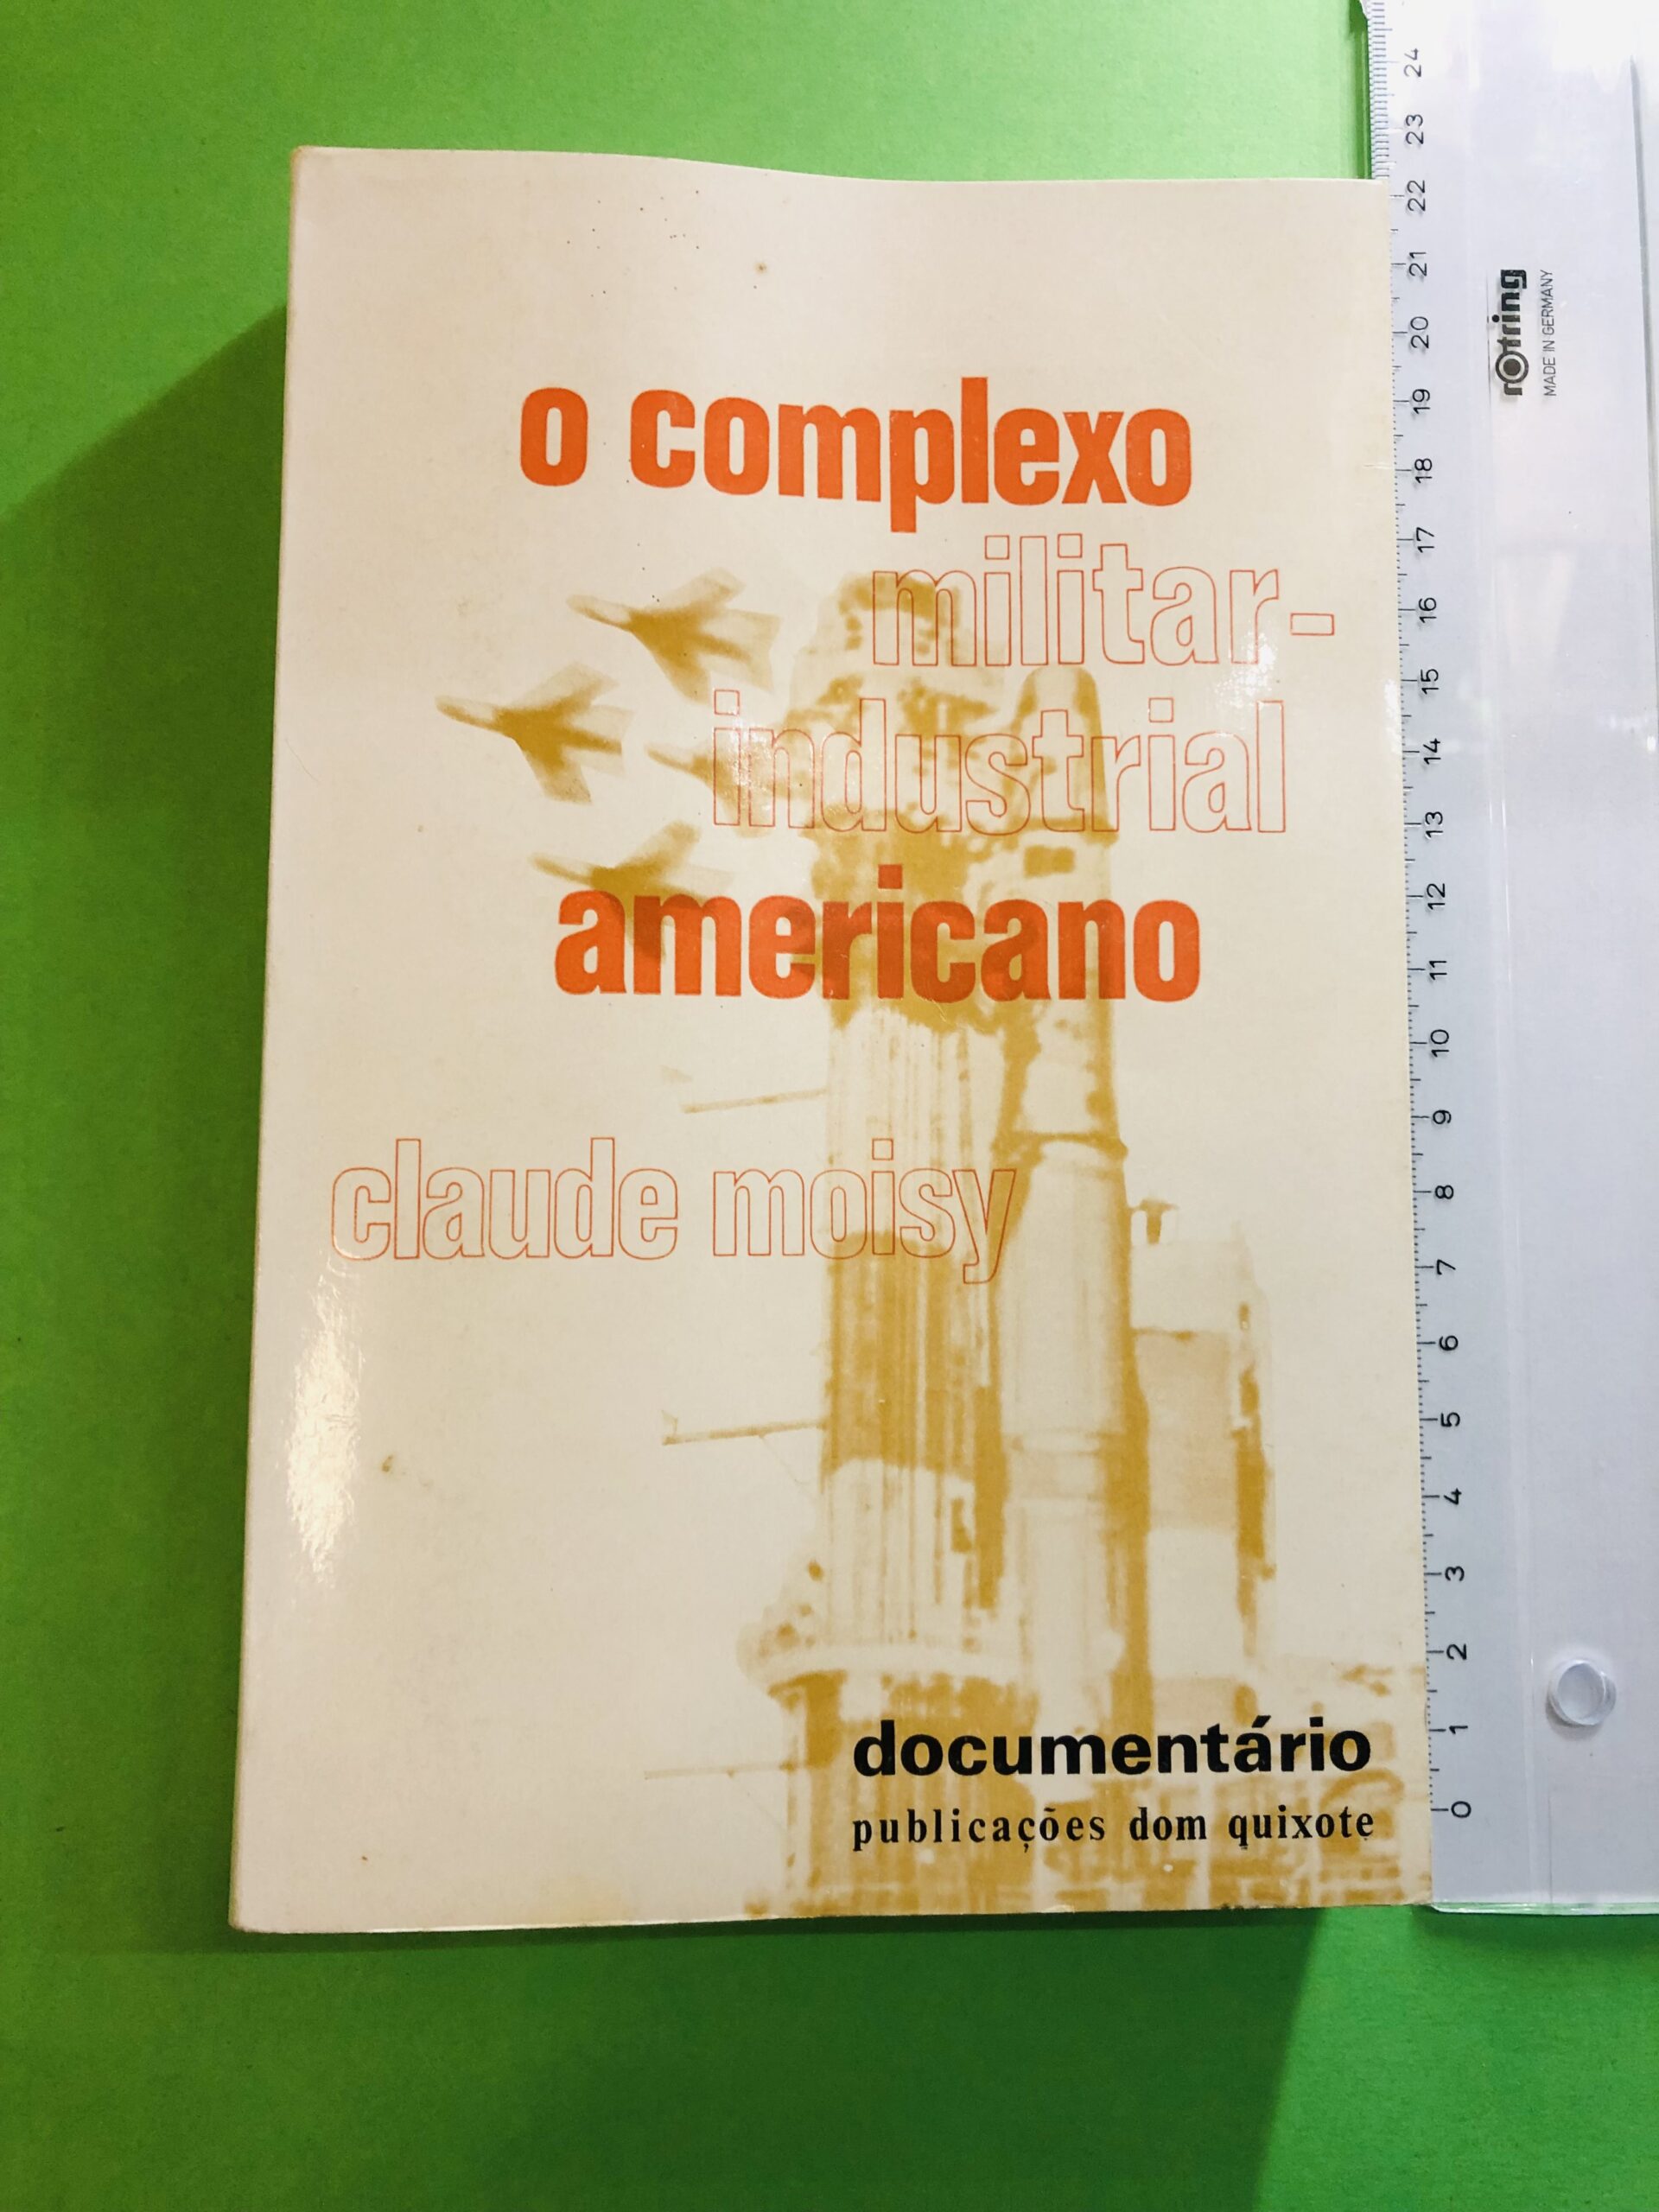 o complexo
militar-
industrial
americano
claude moisy
documentário
publicações dom quixote
rotring
MADE IN GERMANY
24
23
22
21
20
19
18
17
16
15
14
13
12
11
10
9
8
7
6
5
4
3
2
1
0